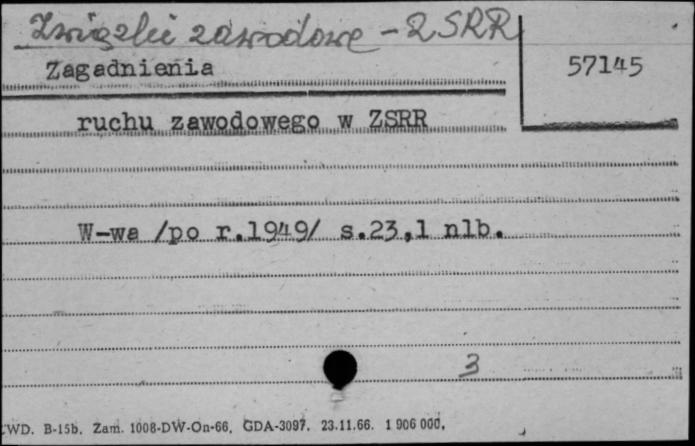 Związki zawodowe - ZSRR
Zagadnienia
57145
ruchu zawodowego w ZSRR
W-wa /po r.1949/ s.23,1 nlb.
3
CWD. B-15b. Zam. 1008-DW-On-66. GDA-3097. 23.11.66. 1 906 000.